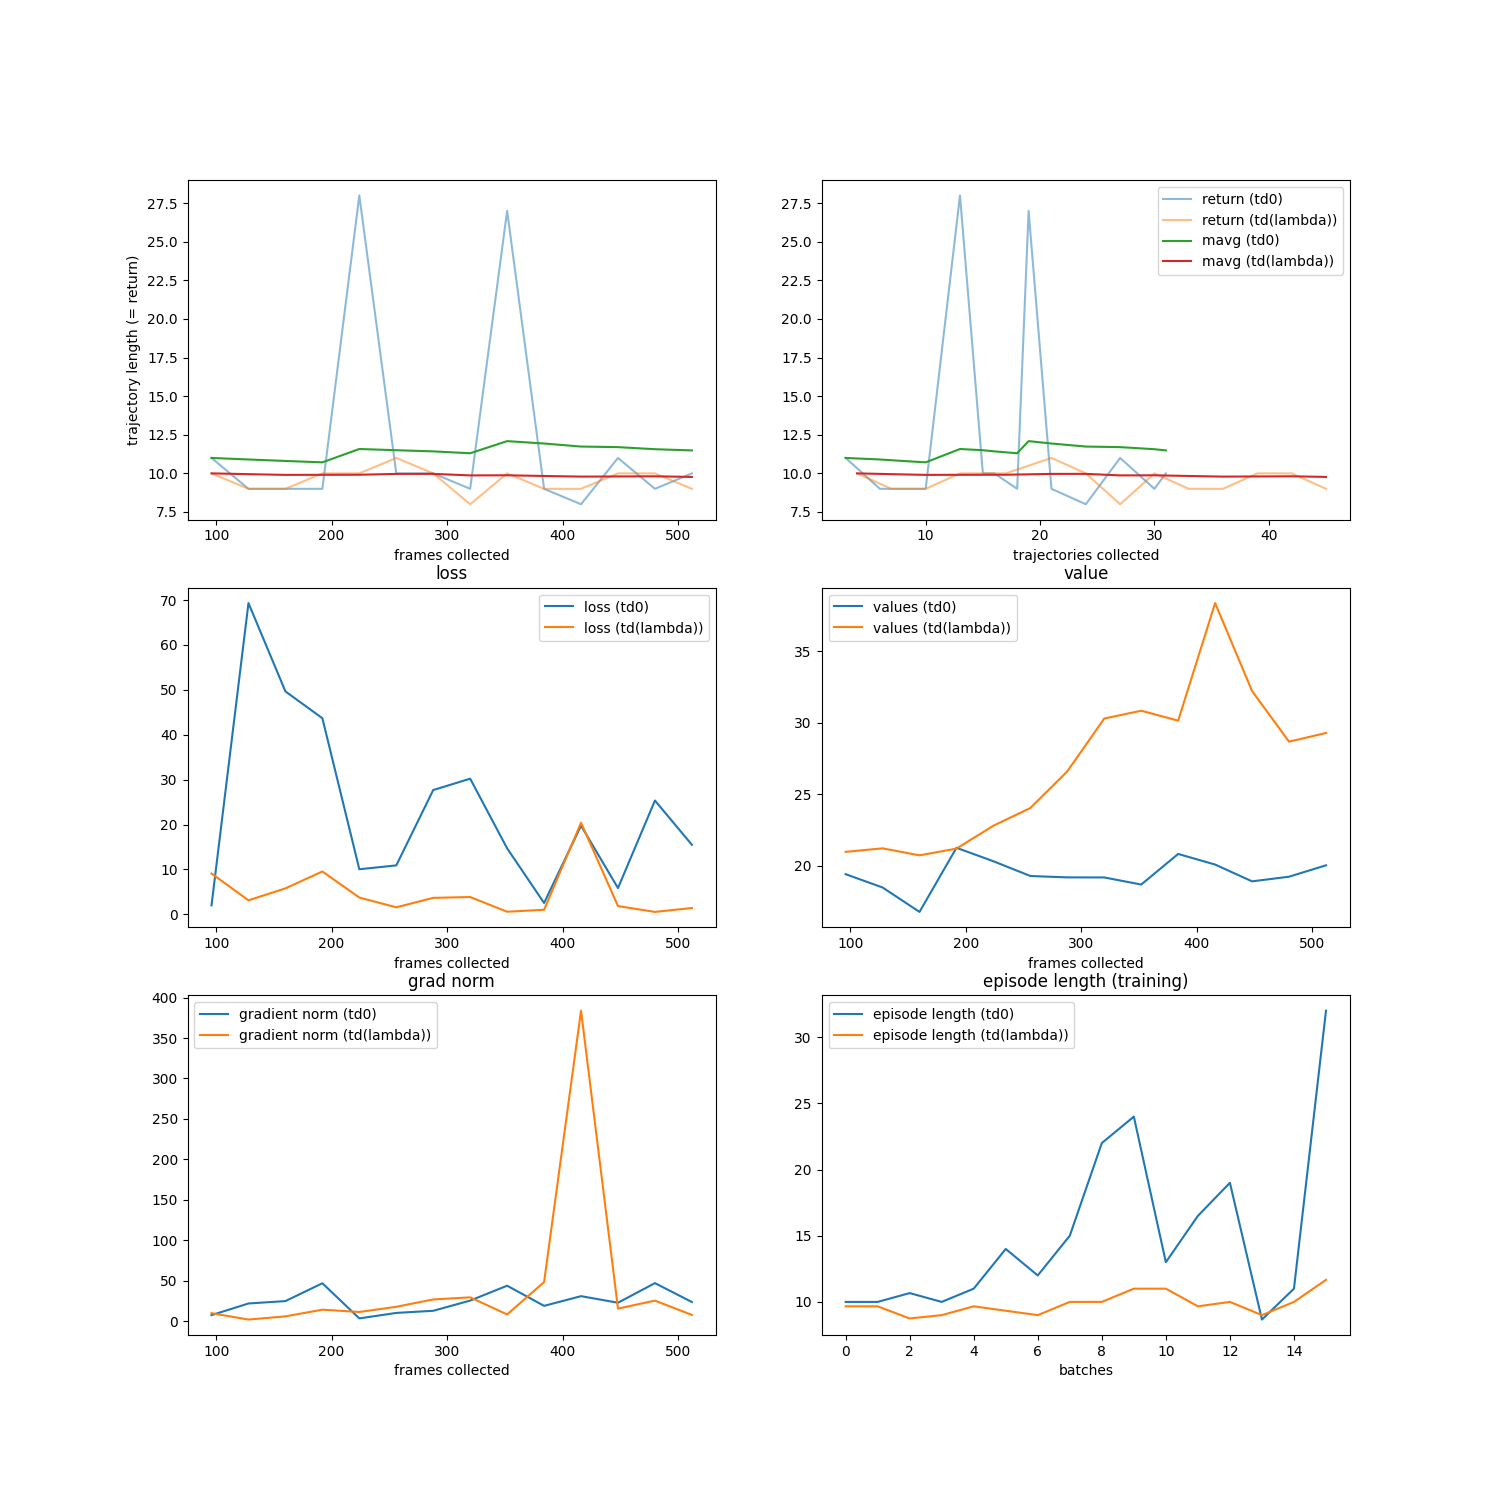 27.5
25.0
22.5
20.0
17.5
15.0
12.5
10.0
7.5
trajectory length (= return)
100 200 300 400 500
frames collected
27.5
25.0
22.5
20.0
17.5
15.0
12.5
10.0
7.5
return (td0)
return (td(lambda))
mavg (td0)
mavg (td(lambda))
10 20 30 40
trajectories collected
loss
70
60
50
40
30
20
10
0
loss (td0)
loss (td(lambda))
100 200 300 400 500
frames collected
value
35
30
25
20
values (td0)
values (td(lambda))
100 200 300 400 500
frames collected
grad norm
400
350
300
250
200
150
100
50
0
gradient norm (td0)
gradient norm (td(lambda))
100 200 300 400 500
frames collected
episode length (training)
30
25
20
15
10
episode length (td0)
episode length (td(lambda))
0 2 4 6 8 10 12 14
batches